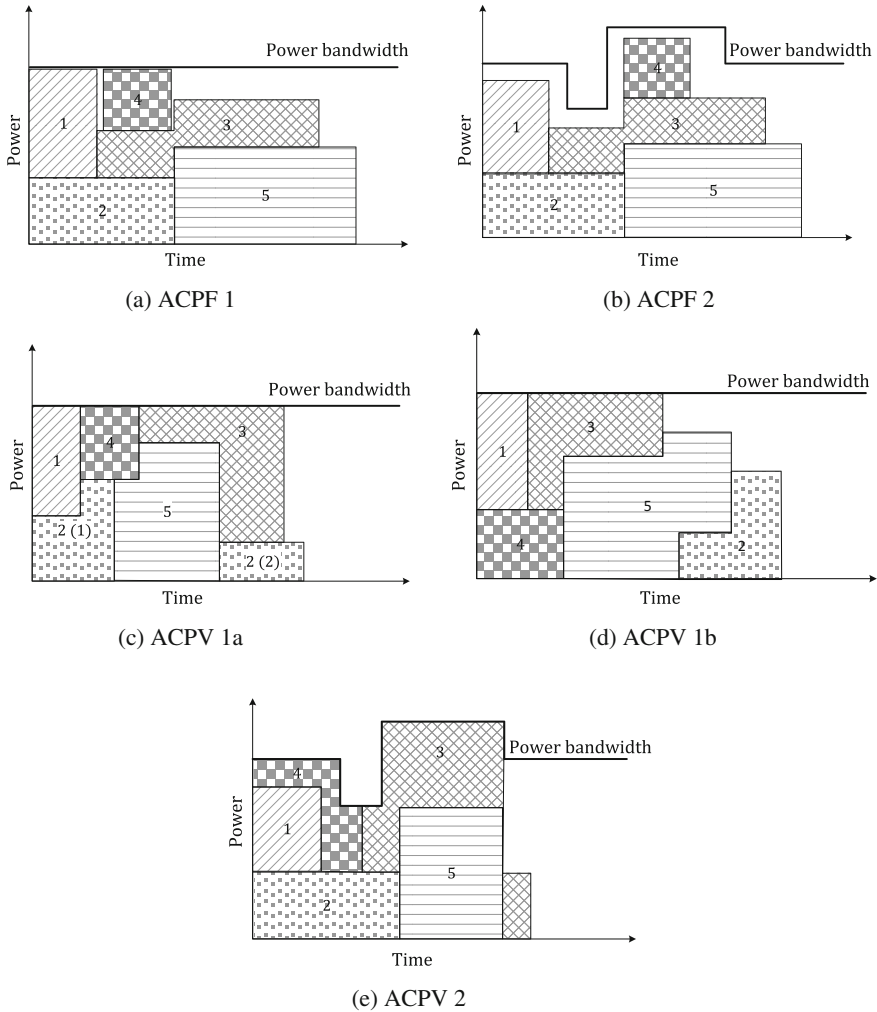 Power bandwidth
Power
1
4
3
2
5
Time
(a) ACPF 1
Power bandwidth
Power
4
1
3
2
5
Time
(b) ACPF 2
Power bandwidth
Power
3
4
1
5
2 (1)
2 (2)
Time
(c) ACPV 1a
Power bandwidth
Power
3
1
5
4
2
Time
(d) ACPV 1b
Power bandwidth
Power
3
4
1
5
2
Time
(e) ACPV 2